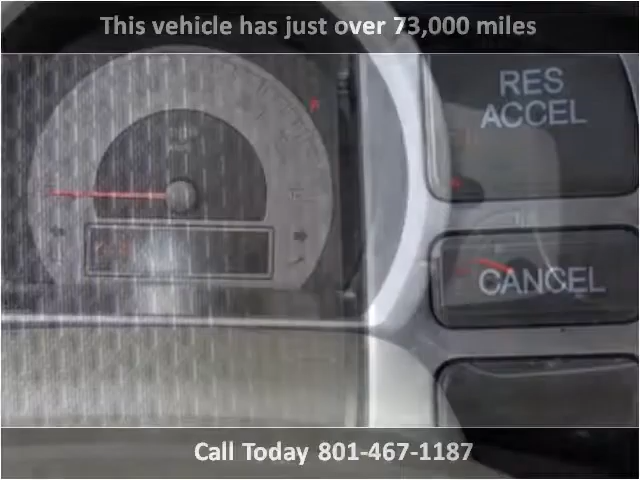 This vehicle has just over 73,000 miles
RES
ACCEL
CANCEL
Call Today 801-467-1187